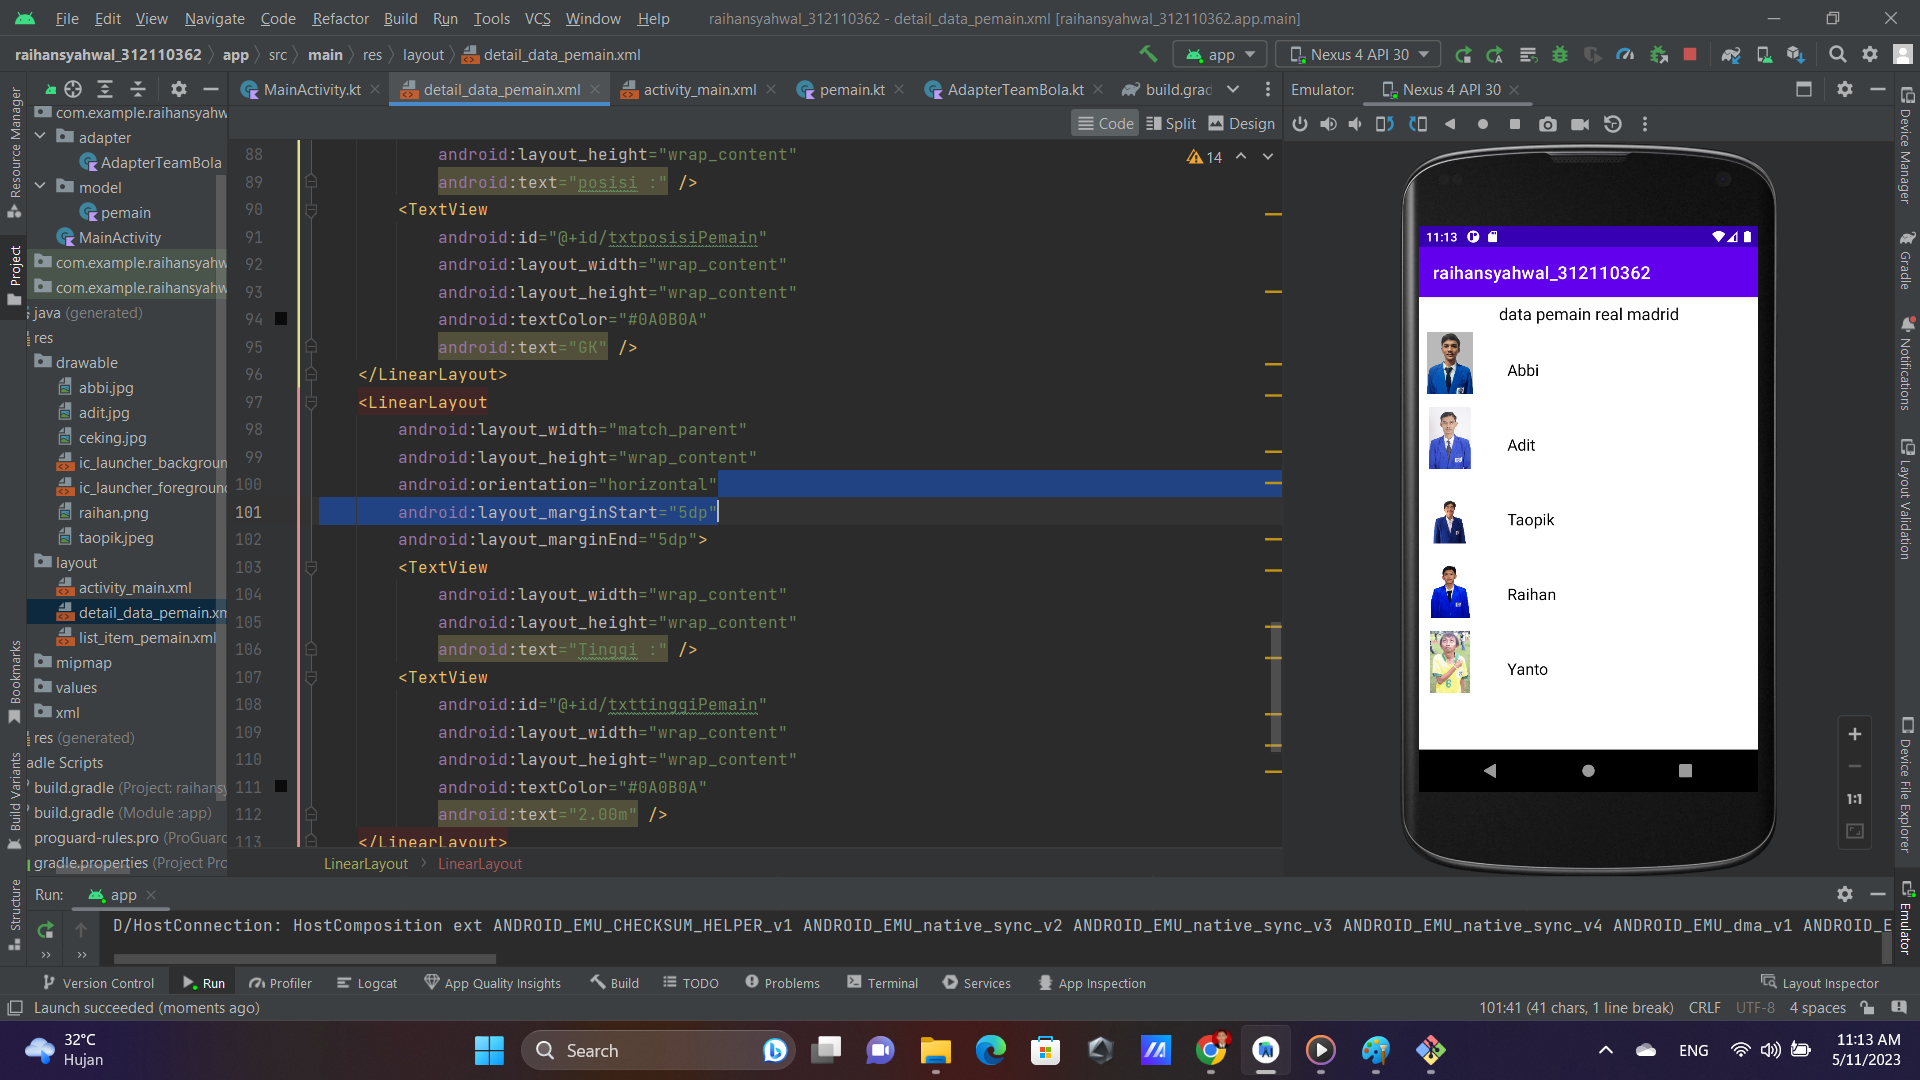 File Edit View Navigate Code Refactor Build Run Tools VCS Window Help raihansyahwal_312110362 - detail_data_pemain.xml [raihansyahwal_312110362.app.main]
raihansyahwal_312110362 app src main res layout detail_data_pemain.xml app Nexus 4 API 30
MainActivity.kt detail_data_pemain.xml activity_main.xml pemain.kt AdapterTeamBola.kt build.grad Emulator: Nexus 4 API 30
Code Split Design
Resource Manager
Project
Bookmarks
Build Variants
Structure
com.example.raihansyahw
adapter
AdapterTeamBola
model
pemain
MainActivity
com.example.raihansyahw
com.example.raihansyahw
java (generated)
res
drawable
abbi.jpg
adit.jpg
ceking.jpg
ic_launcher_backgroun
ic_launcher_foreground
raihan.png
taopik.jpeg
layout
activity_main.xml
detail_data_pemain.xm
list_item_pemain.xml
mipmap
values
xml
res (generated)
adle Scripts
build.gradle (Project: raihansy
build.gradle (Module :app)
proguard-rules.pro (ProGuarc
gradle.properties (Project Prc
14
88 android:layout_height="wrap_content"
89 android:text="posisi :" />
90 <TextView
91 android:id="@+id/txtposisiPemain"
92 android:layout_width="wrap_content"
93 android:layout_height="wrap_content"
94 android:textColor="#0A0B0A"
95 android:text="GK" />
96 </LinearLayout>
97 <LinearLayout
98 android:layout_width="match_parent"
99 android:layout_height="wrap_content"
100 android:orientation="horizontal"
101 android:layout_marginStart="5dp"
102 android:layout_marginEnd="5dp">
103 <TextView
104 android:layout_width="wrap_content"
105 android:layout_height="wrap_content"
106 android:text="Tinggi :" />
107 <TextView
108 android:id="@+id/txttinggiPemain"
109 android:layout_width="wrap_content"
110 android:layout_height="wrap_content"
111 android:textColor="#0A0B0A"
112 android:text="2.00m" />
113 </LinearLayout>
LinearLayout LinearLayout
11:13
raihansyahwal_312110362
data pemain real madrid
Abbi
Adit
Taopik
Raihan
Yanto
1:1
Device Manager
Gradle
Notifications
Layout Validation
Device File Explorer
Emulator
Run: app
D/HostConnection: HostComposition ext ANDROID_EMU_CHECKSUM_HELPER_v1 ANDROID_EMU_native_sync_v2 ANDROID_EMU_native_sync_v3 ANDROID_EMU_native_sync_v4 ANDROID_EMU_dma_v1 ANDROID_E
Version Control Run Profiler Logcat App Quality Insights Build TODO Problems Terminal Services App Inspection Layout Inspector
Launch succeeded (moments ago) 101:41 (41 chars, 1 line break) CRLF UTF-8 4 spaces
32°C
Hujan
Search
ENG
11:13 AM
5/11/2023